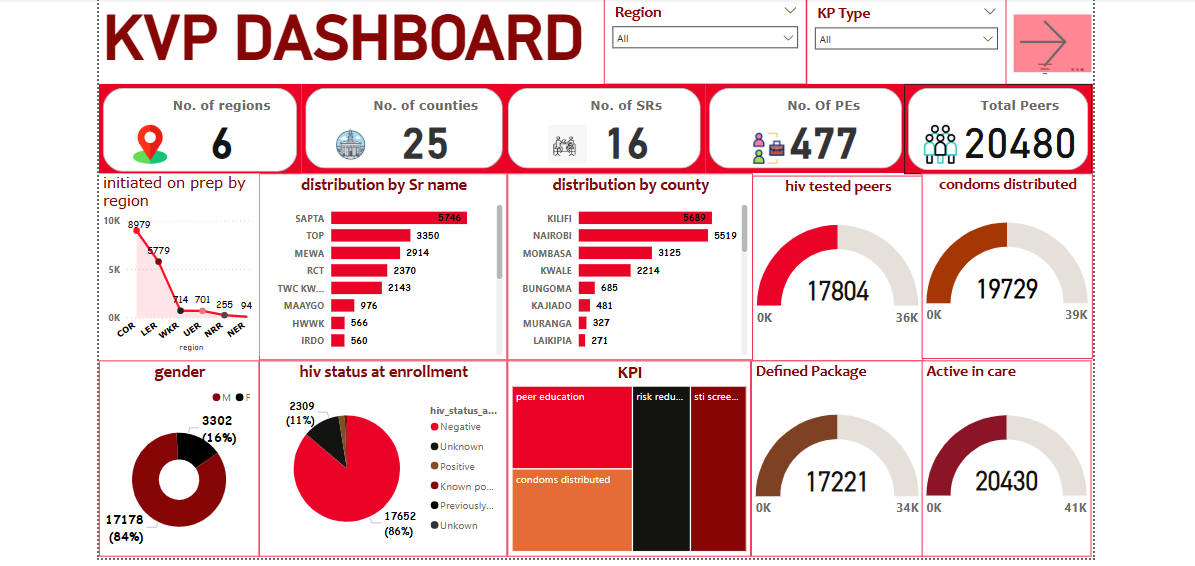 KVP DASHBOARD
Region
All
KP Type
All
No. of regions
6
No. of counties
25
No. of SRs
16
No. Of PEs
477
Total Peers
20480
initiated on prep by
region
10K
5K
0K
8979
5779
714
701
255
94
COR
LER
WKR
UER
NRR
NER
region
distribution by Sr name
SAPTA 5746
TOP 3350
MEWA 2914
RCT 2370
TWC KW... 2143
MAAYGO 976
HWWK 566
IRDO 560
distribution by county
KILIFI 5689
NAIROBI 5519
MOMBASA 3125
KWALE 2214
BUNGOMA 685
KAJIADO 481
MURANGA 327
LAIKIPIA 271
hiv tested peers
17804
0K 36K
condoms distributed
19729
0K 39K
gender
M F
3302
(16%)
17178
(84%)
hiv status at enrollment
2309
(11%)
17652
(86%)
hiv_status_a...
Negative
Unknown
Positive
Known po...
Previously...
Unkown
KPI
peer education
condoms distributed
risk redu...
sti scree...
Defined Package
17221
0K 34K
Active in care
20430
0K 41K